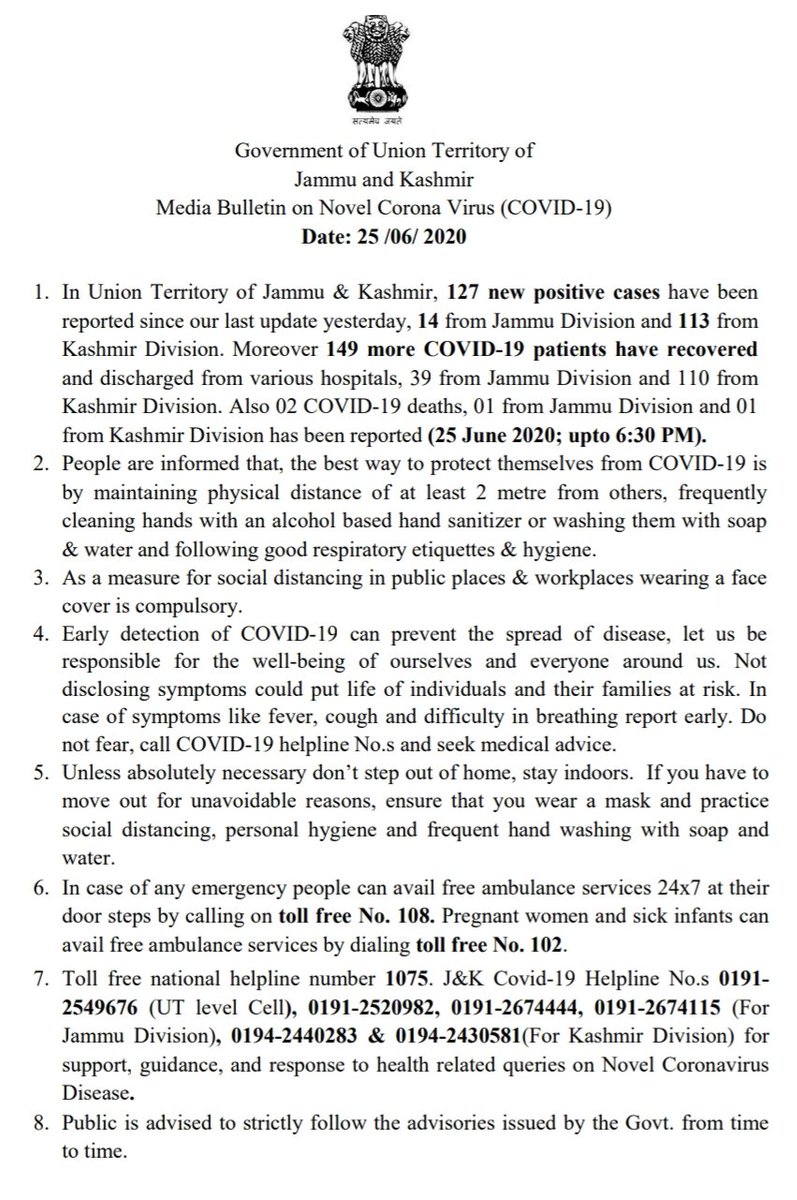 सत्यमेव जयते
Government of Union Territory of
Jammu and Kashmir
Media Bulletin on Novel Corona Virus (COVID-19)
Date: 25 /06/ 2020
1. In Union Territory of Jammu & Kashmir, 127 new positive cases have been
reported since our last update yesterday, 14 from Jammu Division and 113 from
Kashmir Division. Moreover 149 more COVID-19 patients have recovered
and discharged from various hospitals, 39 from Jammu Division and 110 from
Kashmir Division. Also 02 COVID-19 deaths, 01 from Jammu Division and 01
from Kashmir Division has been reported (25 June 2020; upto 6:30 PM).
2. People are informed that, the best way to protect themselves from COVID-19 is
by maintaining physical distance of at least 2 metre from others, frequently
cleaning hands with an alcohol based hand sanitizer or washing them with soap
& water and following good respiratory etiquettes & hygiene.
3. As a measure for social distancing in public places & workplaces wearing a face
cover is compulsory.
4. Early detection of COVID-19 can prevent the spread of disease, let us be
responsible for the well-being of ourselves and everyone around us. Not
disclosing symptoms could put life of individuals and their families at risk. In
case of symptoms like fever, cough and difficulty in breathing report early. Do
not fear, call COVID-19 helpline No.s and seek medical advice.
5. Unless absolutely necessary don't step out of home, stay indoors. If you have to
move out for unavoidable reasons, ensure that you wear a mask and practice
social distancing, personal hygiene and frequent hand washing with soap and
water.
6. In case of any emergency people can avail free ambulance services 24x7 at their
door steps by calling on toll free No. 108. Pregnant women and sick infants can
avail free ambulance services by dialing toll free No. 102.
7. Toll free national helpline number 1075. J&K Covid-19 Helpline No.s 0191-
2549676 (UT level Cell), 0191-2520982, 0191-2674444, 0191-2674115 (For
Jammu Division), 0194-2440283 & 0194-2430581(For Kashmir Division) for
support, guidance, and response to health related queries on Novel Coronavirus
Disease.
8. Public is advised to strictly follow the advisories issued by the Govt. from time
to time.